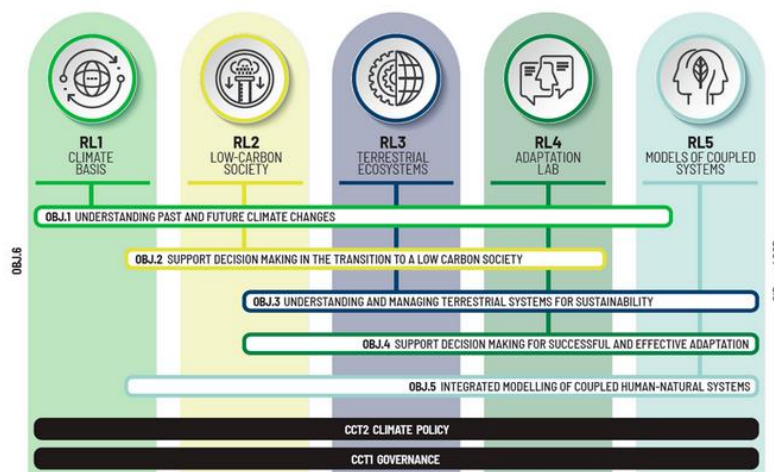 RL1
CLIMATE
BASIS
RL2
LOW-CARBON
SOCIETY
RL3
TERRESTRIAL
ECOSYSTEMS
RL4
ADAPTATION
LAB
RL5
MODELS OF COUPLED
SYSTEMS
OBJ.1 UNDERSTANDING PAST AND FUTURE CLIMATE CHANGES
OBJ.2 SUPPORT DECISION MAKING IN THE TRANSITION TO A LOW CARBON SOCIETY
OBJ.6
OBJ.3 UNDERSTANDING AND MANAGING TERRESTRIAL SYSTEMS FOR SUSTAINABILITY
OBJ.4 SUPPORT DECISION MAKING FOR SUCCESSFUL AND EFFECTIVE ADAPTATION
OBJ.5 INTEGRATED MODELLING OF COUPLED HUMAN-NATURAL SYSTEMS
CCT2 CLIMATE POLICY
CCT1 GOVERNANCE